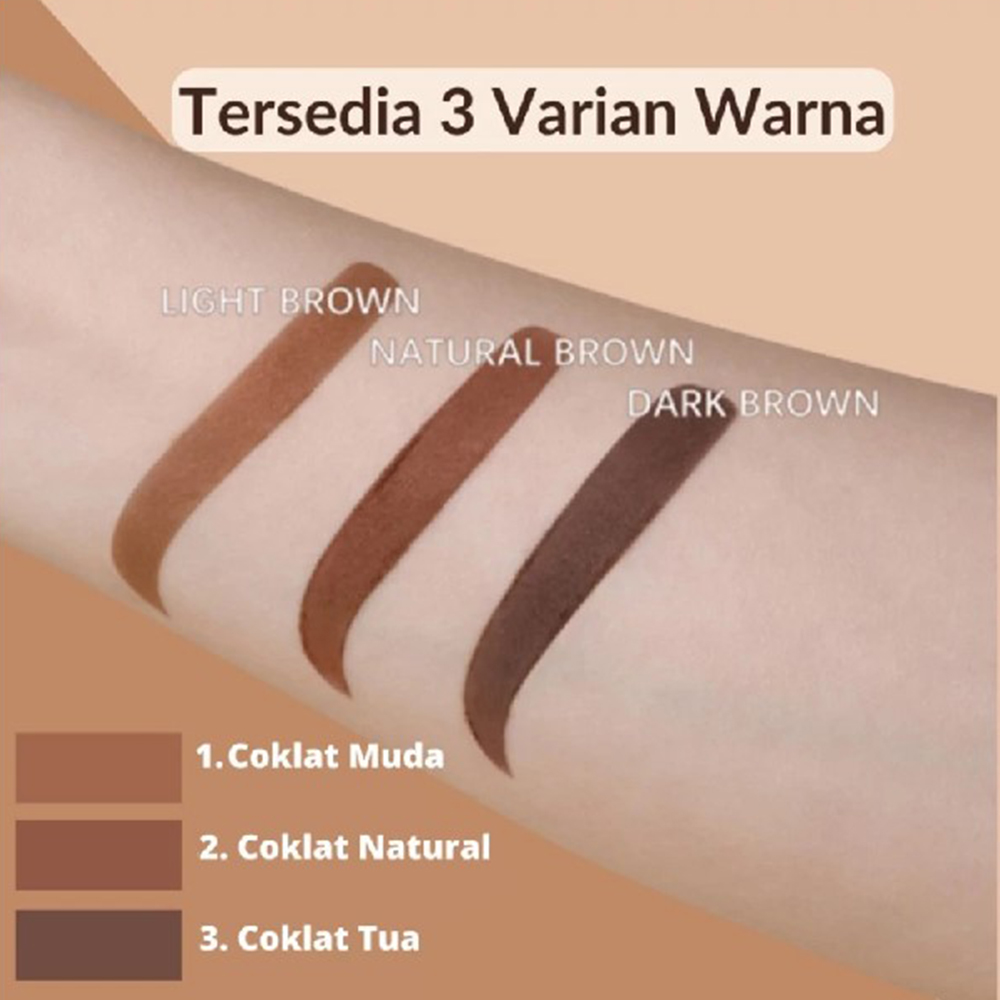 Tersedia 3 Varian Warna
LIGHT BROWN
NATURAL BROWN
DARK BROWN
1. Coklat Muda
2. Coklat Natural
3. Coklat Tua